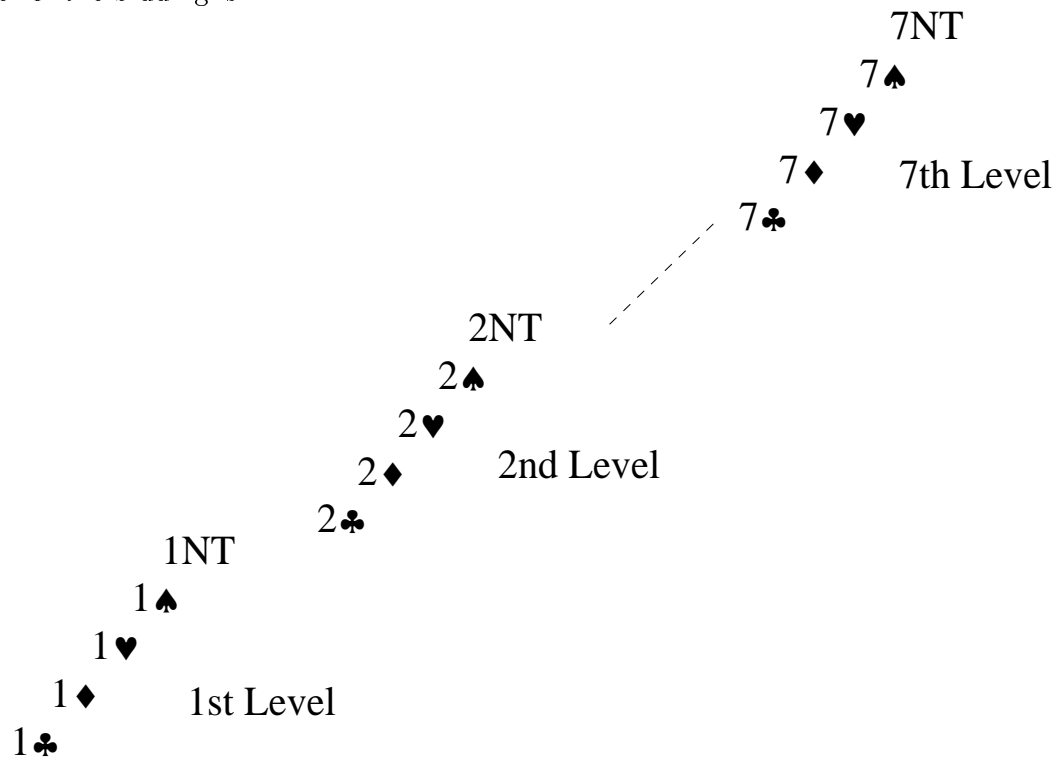 7NT
7♠
7♥
7♦
7th Level
7♣
2NT
2♠
2♥
2nd Level
2♦
2♣
1NT
1♠
1♥
1♦
1st Level
1♣